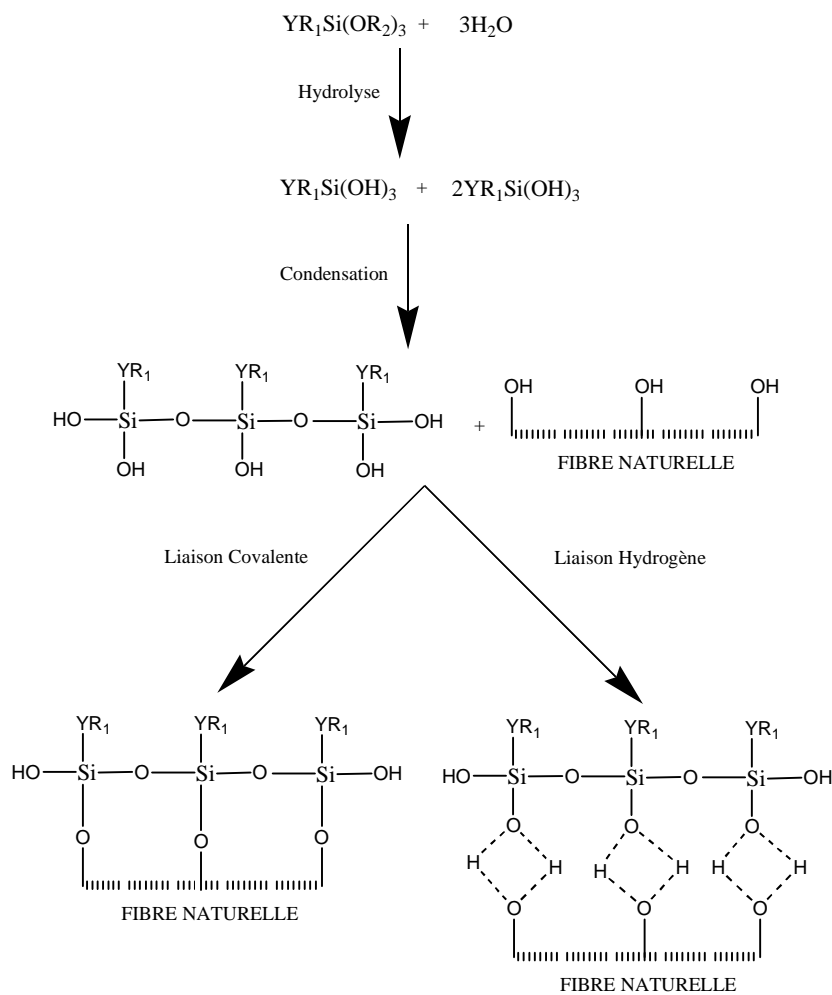 YR₁Si(OR₂)₃ + 3H₂O
Hydrolyse
YR₁Si(OH)₃ + 2YR₁Si(OH)₃
Condensation
YR₁ YR₁ YR₁
HO Si O Si O Si OH
OH OH OH
+
OH OH OH
FIBRE NATURELLE
Liaison Covalente
Liaison Hydrogène
YR₁ YR₁ YR₁
HO Si O Si O Si OH
O O O
FIBRE NATURELLE
YR₁ YR₁ YR₁
HO Si O Si O Si OH
O O O
H H H H H H
O O O
FIBRE NATURELLE